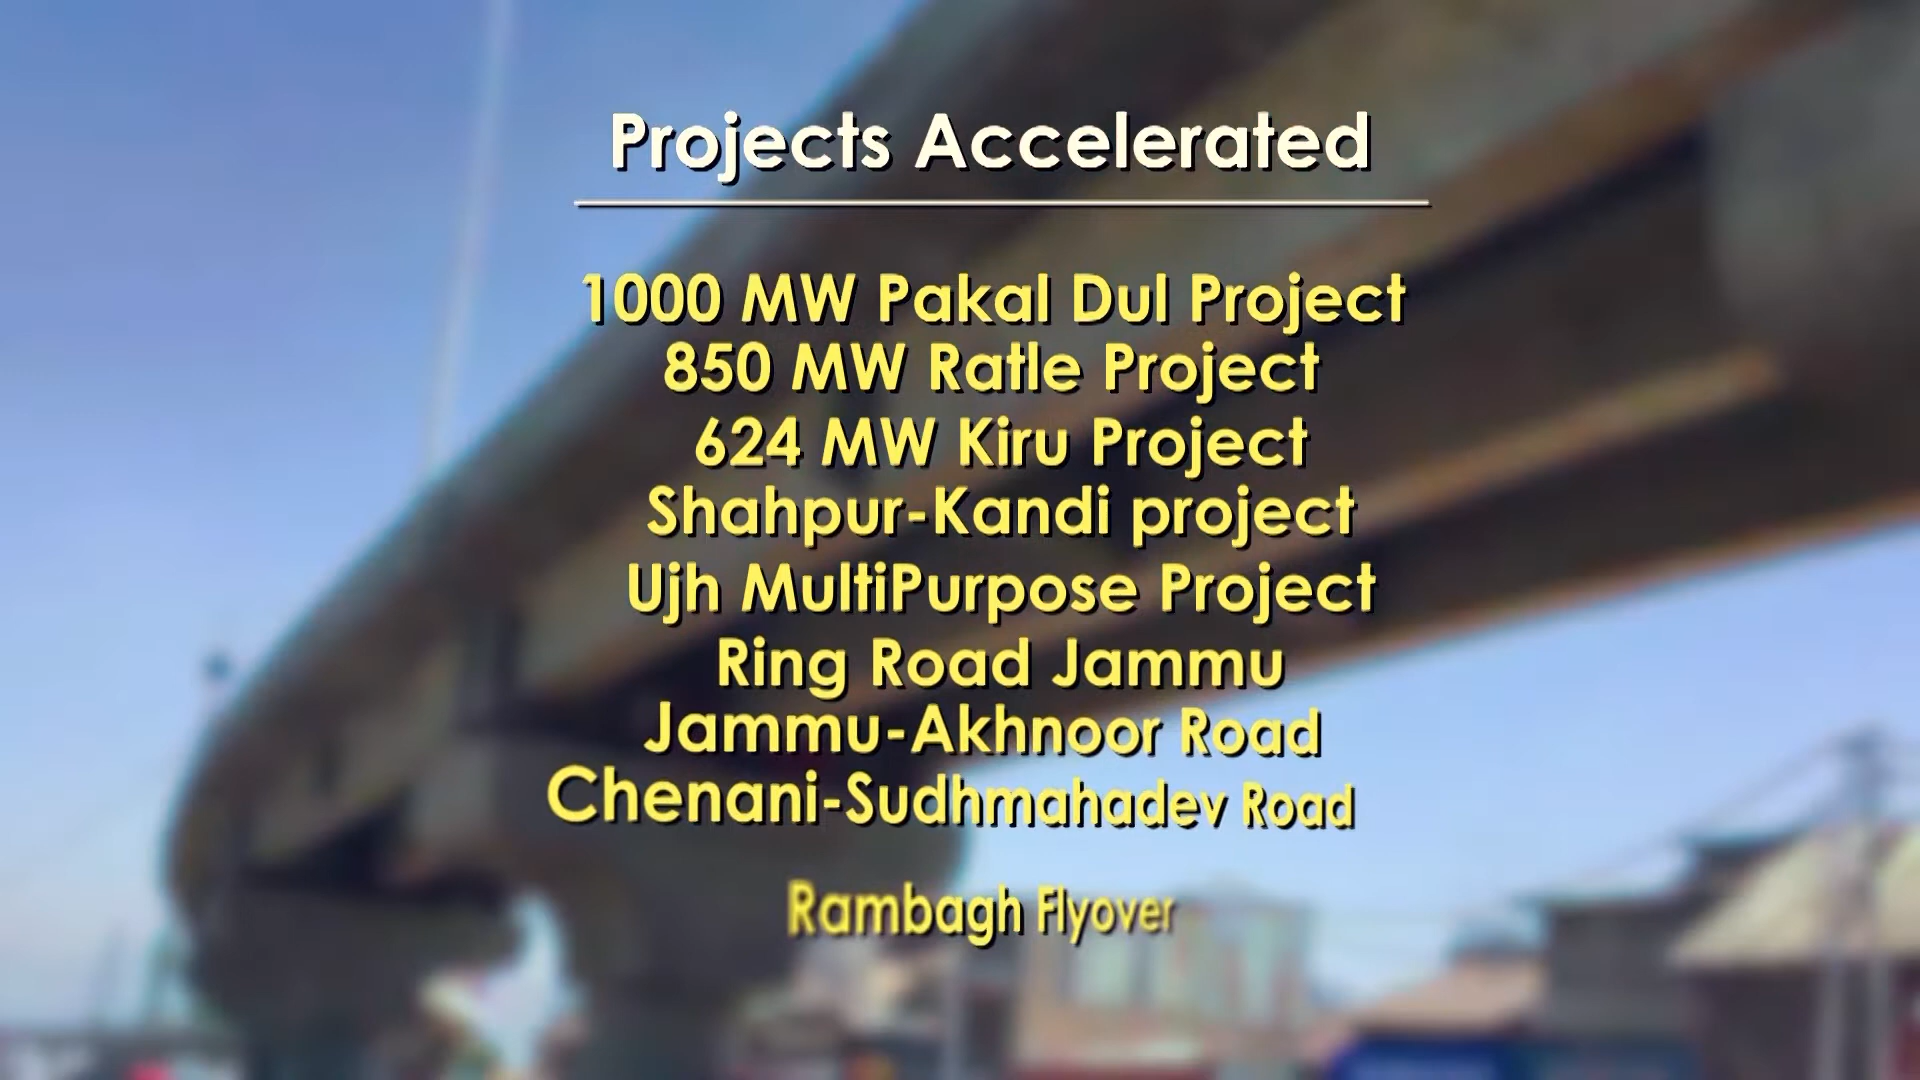 Projects Accelerated
1000 MW Pakal Dul Project
850 MW Ratle Project
624 MW Kiru Project
Shahpur-Kandi project
Ujh MultiPurpose Project
Ring Road Jammu
Jammu-Akhnoor Road
Chenani-Sudhmahadev Road
Rambagh Flyover